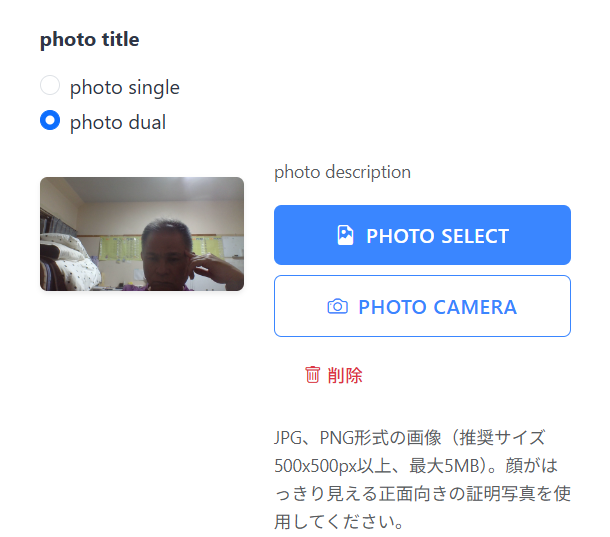 photo title
photo single
photo dual
photo description
PHOTO SELECT
PHOTO CAMERA
削除
JPG、PNG形式の画像（推奨サイズ
500x500px以上、最大5MB）。顔がは
っきり見える正面向きの証明写真を使
用してください。